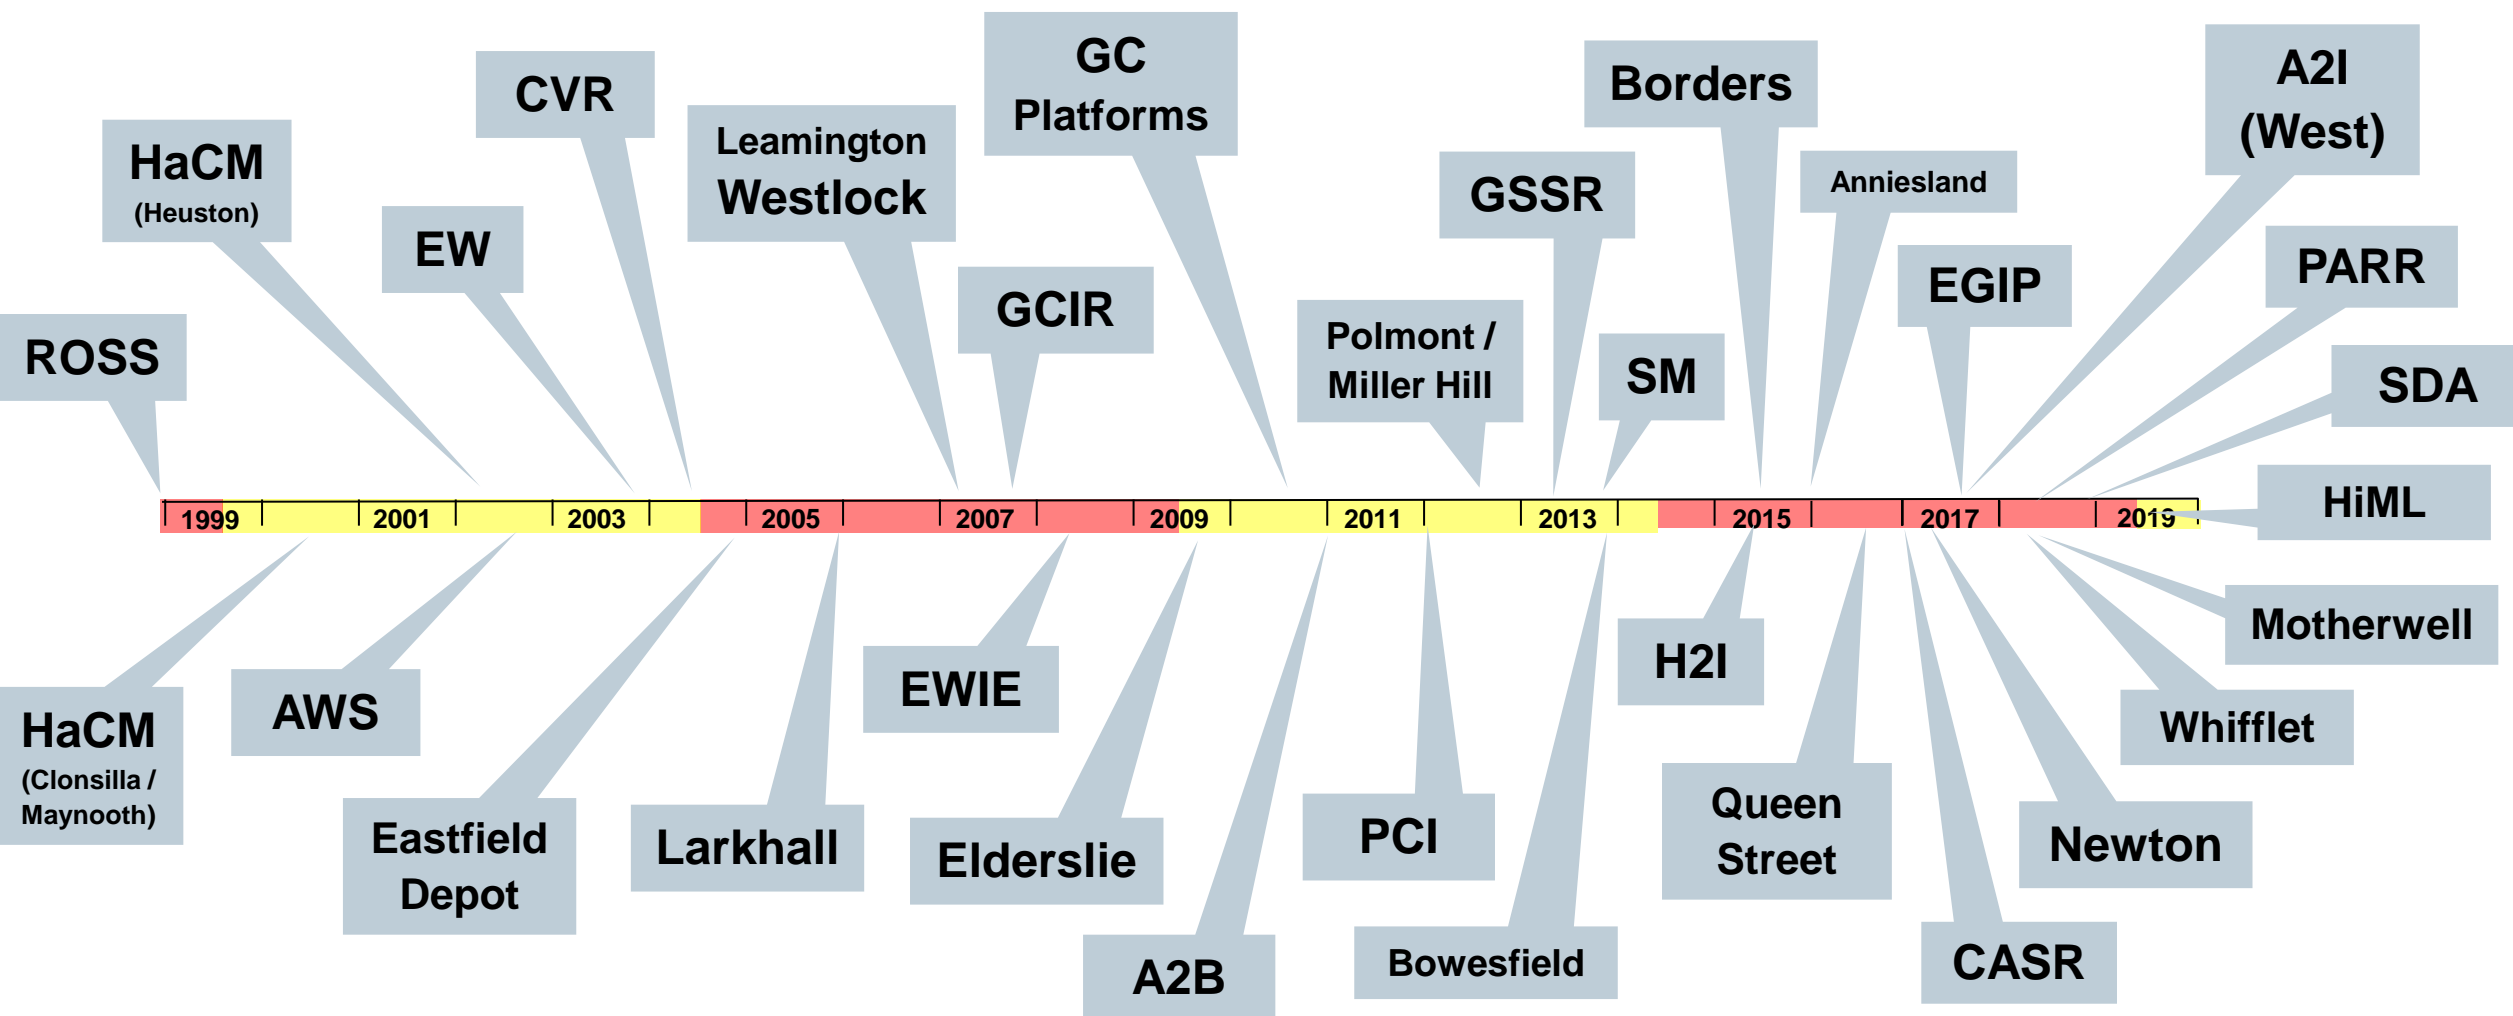 ROSS
HaCM
(Heuston)
EW
CVR
Leamington
Westlock
GCIR
GC
Platforms
Polmont /
Miller Hill
GSSR
SM
Borders
Anniesland
EGIP
A2I
(West)
PARR
SDA
HiML
1999
2001
2003
2005
2007
2009
2011
2013
2015
2017
2019
HaCM
(Clonsilla /
Maynooth)
AWS
Eastfield
Depot
Larkhall
EWIE
Elderslie
A2B
PCI
Bowesfield
H2I
Queen
Street
CASR
Newton
Whifflet
Motherwell